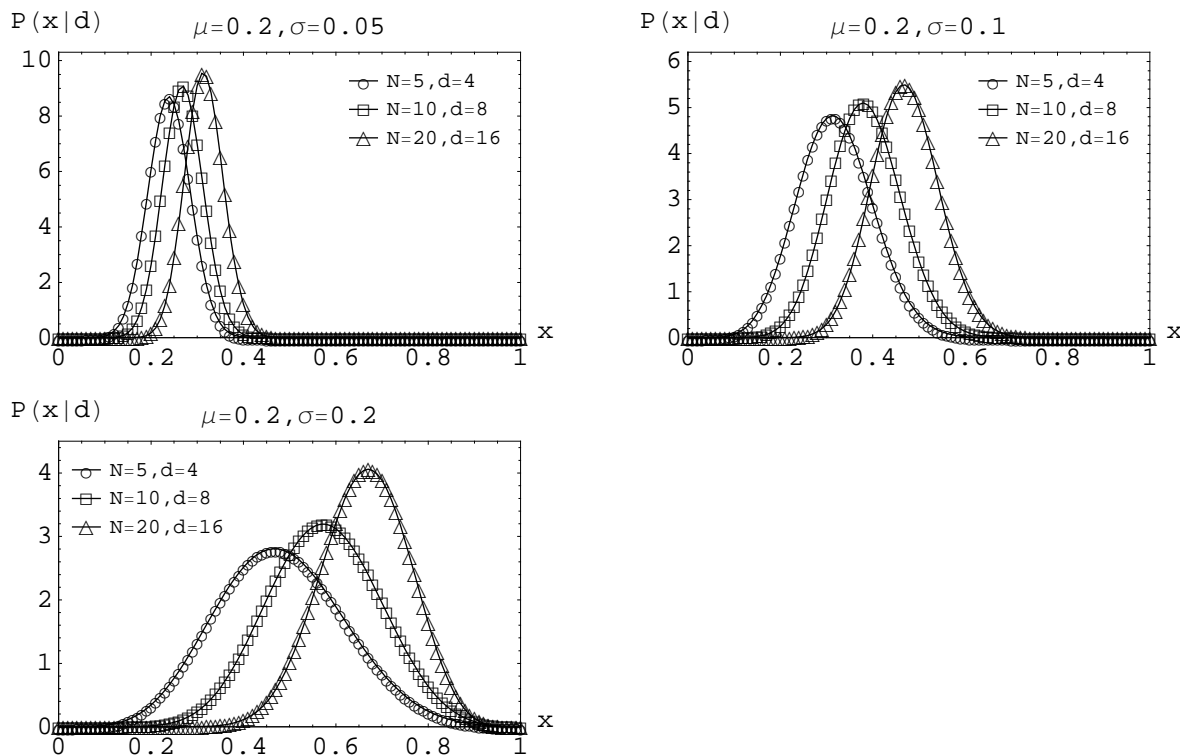 P(x|d)
μ=0.2,σ=0.05
10
8
6
4
2
0
N=5,d=4
N=10,d=8
N=20,d=16
0 0.2 0.4 0.6 0.8 1 x
P(x|d)
μ=0.2,σ=0.1
6
5
4
3
2
1
0
N=5,d=4
N=10,d=8
N=20,d=16
0 0.2 0.4 0.6 0.8 1 x
P(x|d)
μ=0.2,σ=0.2
4
3
2
1
0
N=5,d=4
N=10,d=8
N=20,d=16
0 0.2 0.4 0.6 0.8 1 x